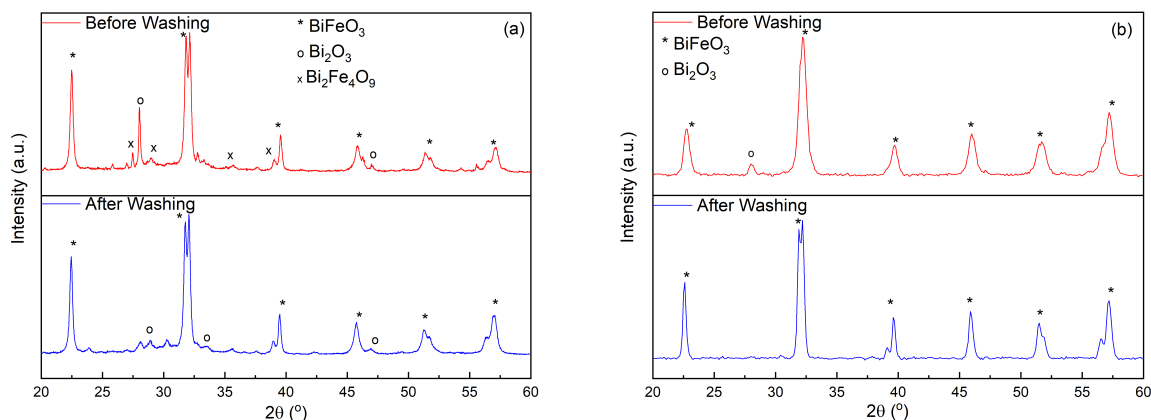 Before Washing
* BiFeO₃
o Bi₂O₃
x Bi₂Fe₄O₉
(a)
* o x x * x x * * o * *
After Washing
* o o * * * o * *
Intensity (a.u.)
20 25 30 35 40 45 50 55 60
2θ (°)
Before Washing
* BiFeO₃
o Bi₂O₃
(b)
* o * * * * *
After Washing
* * * * * *
Intensity (a.u.)
20 25 30 35 40 45 50 55 60
2θ (°)